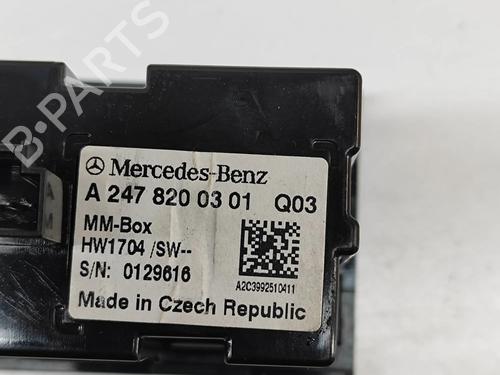 B-PARTS
Mercedes-Benz
A 247 820 03 01 Q03
MM-Box
HW1704 /SW--
S/N: 0129616
A2C3992510411
Made in Czech Republic